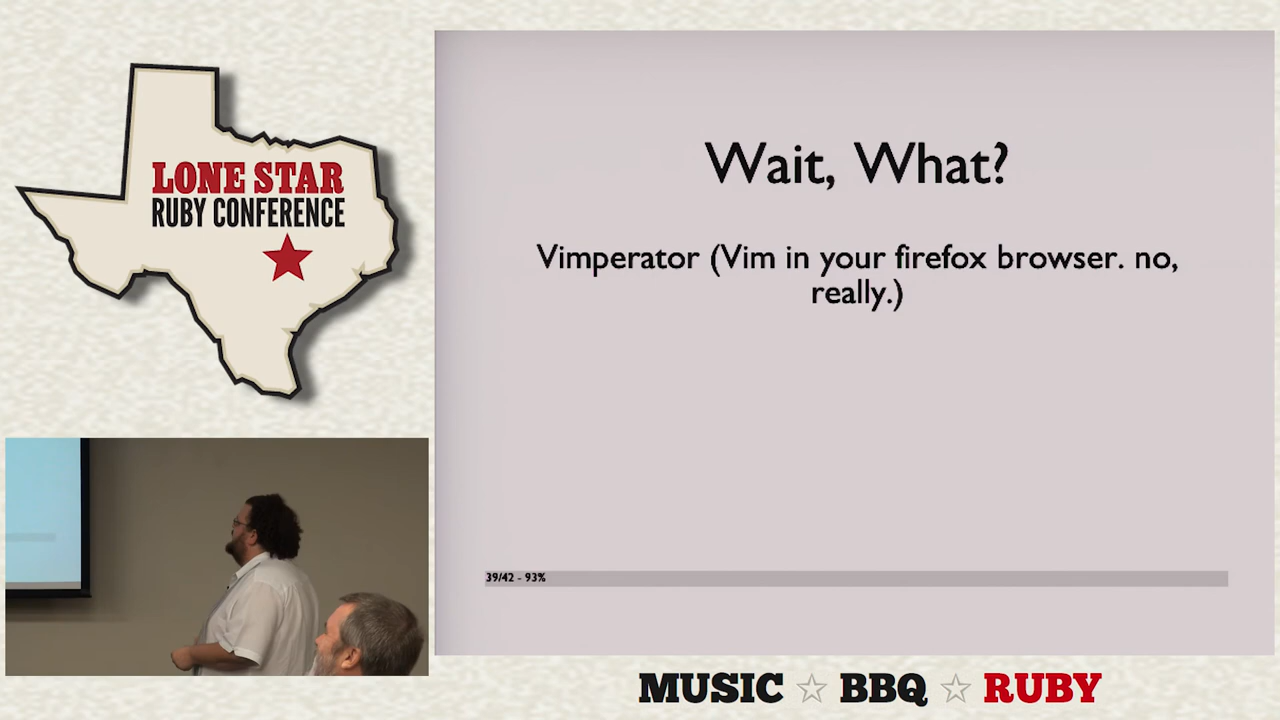 LONE STAR
RUBY CONFERENCE
Wait, What?
Vimperator (Vim in your firefox browser. no,
really.)
39/42 - 93%
MUSIC ☆ BBQ ☆ RUBY